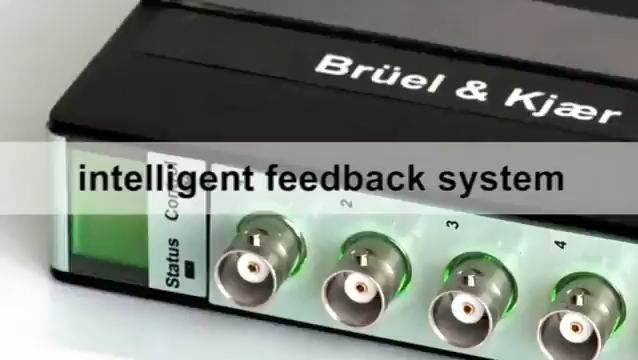 Brüel & Kjær
intelligent feedback system
Status Control
2
3
4